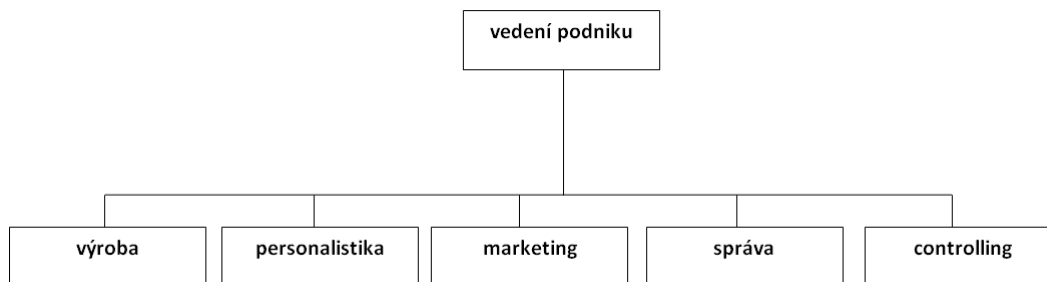 vedení podniku
výroba
personalistika
marketing
správa
controlling